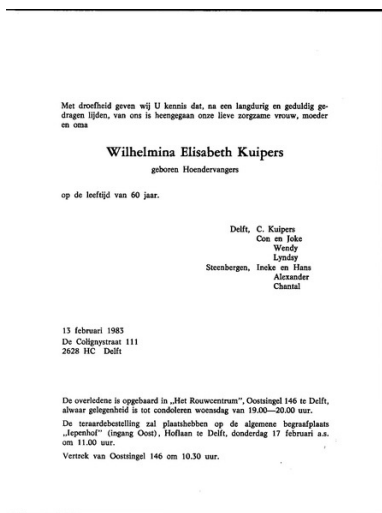 Met droefheid geven wij U kennis dat, na een langdurig en geduldig ge-
dragen lijden, van ons is heengegaan onze lieve zorgzame vrouw, moeder
en oma
Wilhelmina Elisabeth Kuipers
geboren Hoendervangers
op de leeftijd van 60 jaar.
Delft, C. Kuipers
Con en Joke
Wendy
Lyndsy
Steenbergen, Ineke en Hans
Alexander
Chantal
13 februari 1983
De Colignystraat 111
2628 HC Delft
De overledene is opgebaard in „Het Rouwcentrum”, Oostsingel 146 te Delft,
alwaar gelegenheid is tot condoleren woensdag van 19.00—20.00 uur.
De teraardebestelling zal plaatshebben op de algemene begraafplaats
„Iepenhof” (ingang Oost), Hoflaan te Delft, donderdag 17 februari a.s.
om 11.00 uur.
Vertrek van Oostsingel 146 om 10.30 uur.